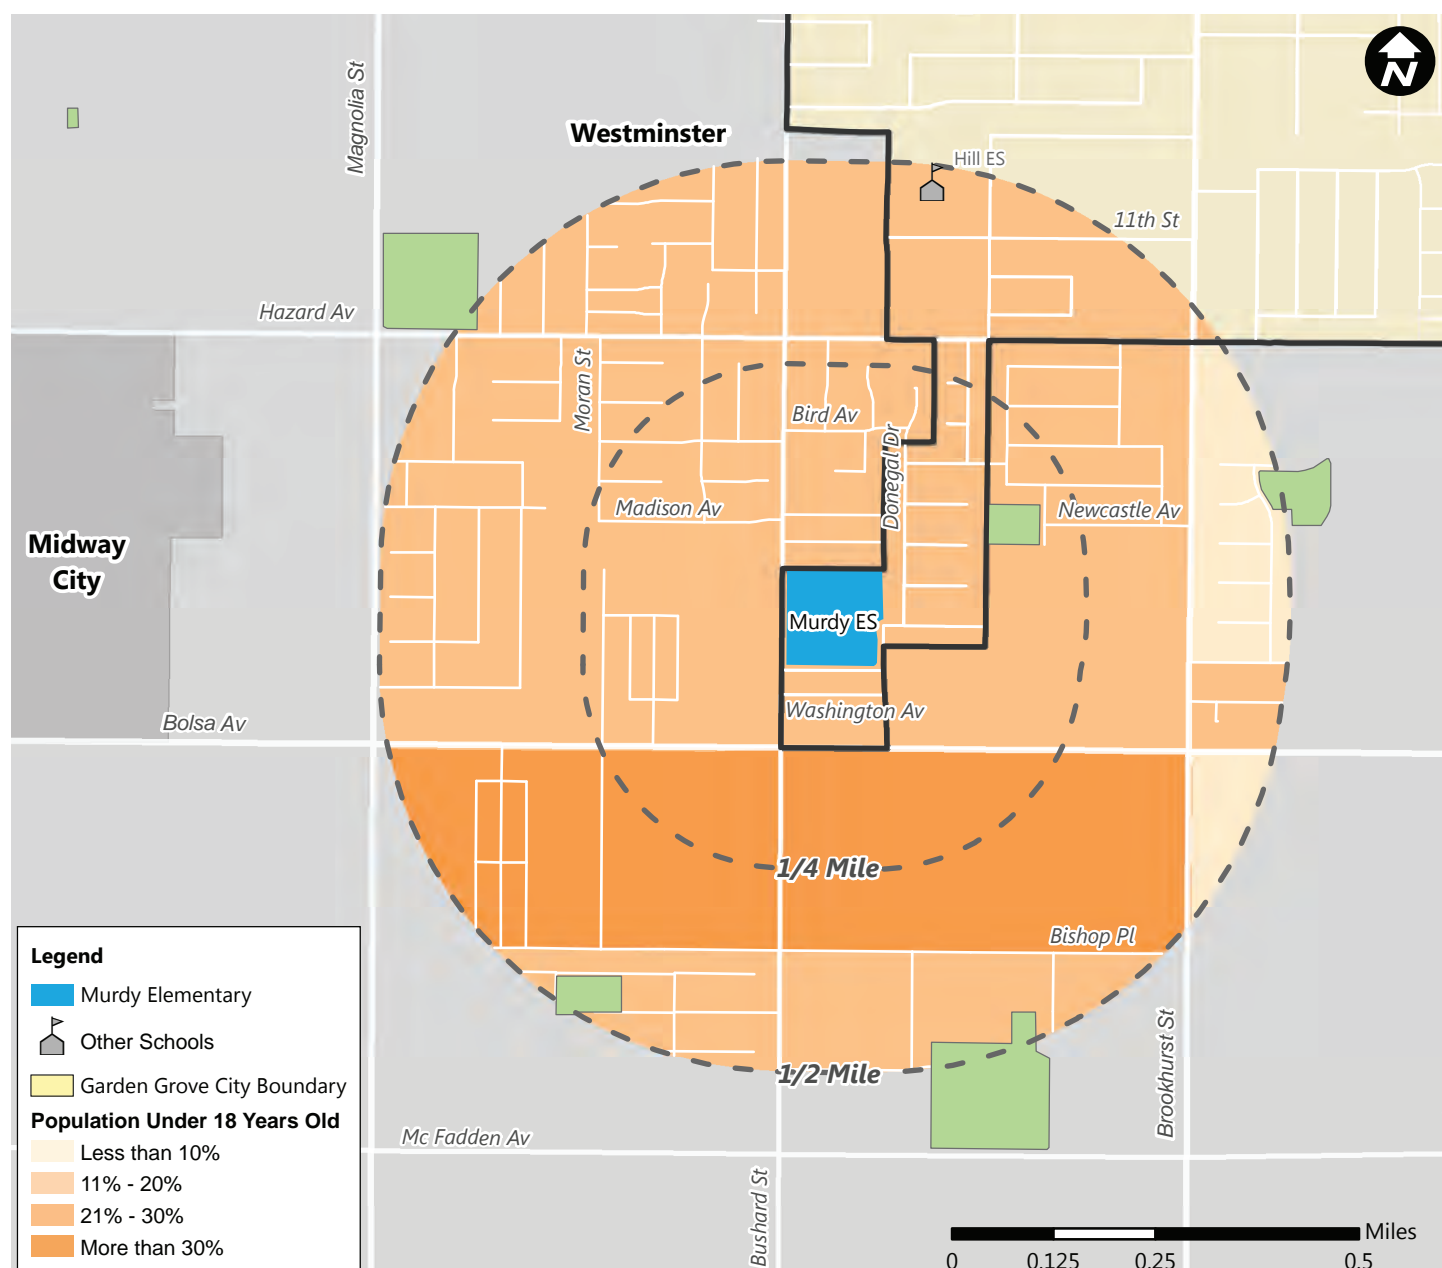 N
Magnolia St
Westminster
Hill ES
11th St
Hazard Av
Moran St
Bird Av
Donegal Dr
Madison Av
Newcastle Av
Midway
City
Murdy ES
Washington Av
Bolsa Av
1/4 Mile
Bishop Pl
1/2 Mile
Brookhurst St
Mc Fadden Av
Bushard St
Legend
Murdy Elementary
Other Schools
Garden Grove City Boundary
Population Under 18 Years Old
Less than 10%
11% - 20%
21% - 30%
More than 30%
Miles
0 0.125 0.25 0.5